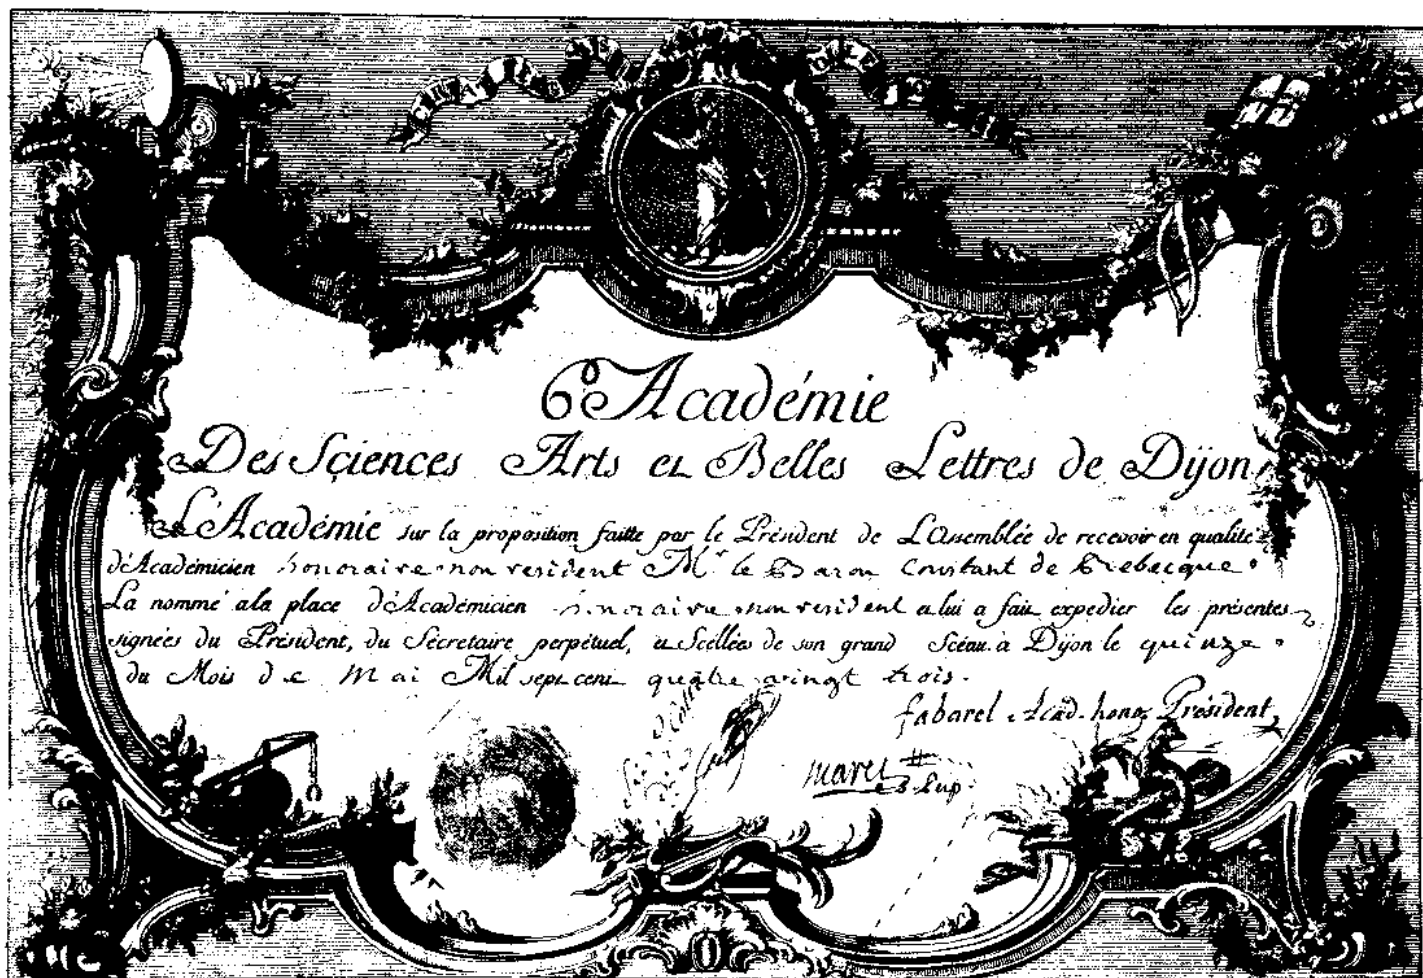 Académie
Des Sciences Arts et Belles Lettres de Dijon
L'Académie sur la proposition faitte par le Président de L'Assemblée de recevoir en qualité
d'Académicien honoraire non resident Mr. le Baron Constant de Rebecque
La nommé a la place d'Académicien honoraire non resident et lui a fait expedier les présentes
signées du Président, du Sécretaire perpétuel, et Scellées de son grand Scéau. à Dijon le quinze
du Mois de Mai Mil sept cent quatre vingt trois.
fabarel Acad. hono. Président
maret